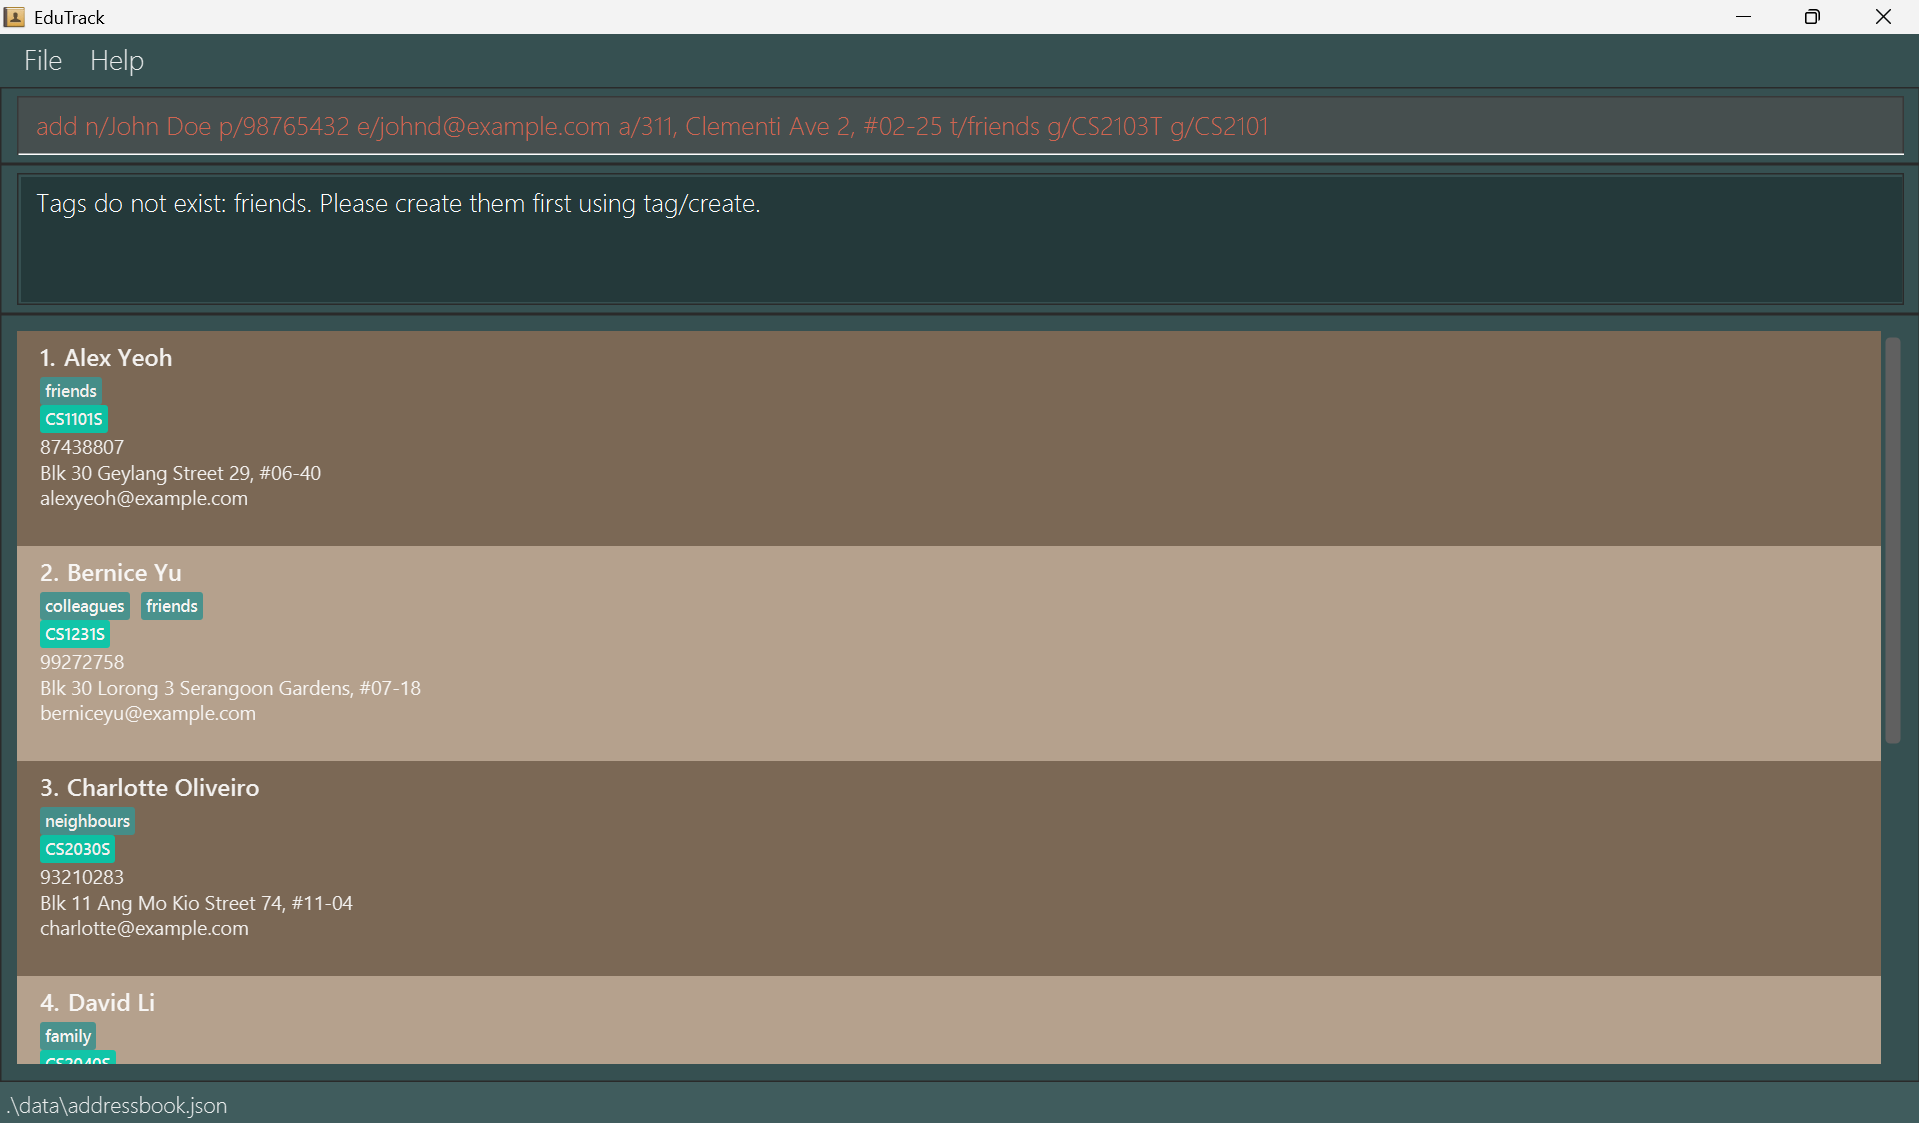 EduTrack
File Help
add n/John Doe p/98765432 e/johnd@example.com a/311, Clementi Ave 2, #02-25 t/friends g/CS2103T g/CS2101
Tags do not exist: friends. Please create them first using tag/create.
1. Alex Yeoh
friends
CS1101S
87438807
Blk 30 Geylang Street 29, #06-40
alexyeoh@example.com
2. Bernice Yu
colleagues friends
CS1231S
99272758
Blk 30 Lorong 3 Serangoon Gardens, #07-18
berniceyu@example.com
3. Charlotte Oliveiro
neighbours
CS2030S
93210283
Blk 11 Ang Mo Kio Street 74, #11-04
charlotte@example.com
4. David Li
family
CS2040S
.\data\addressbook.json